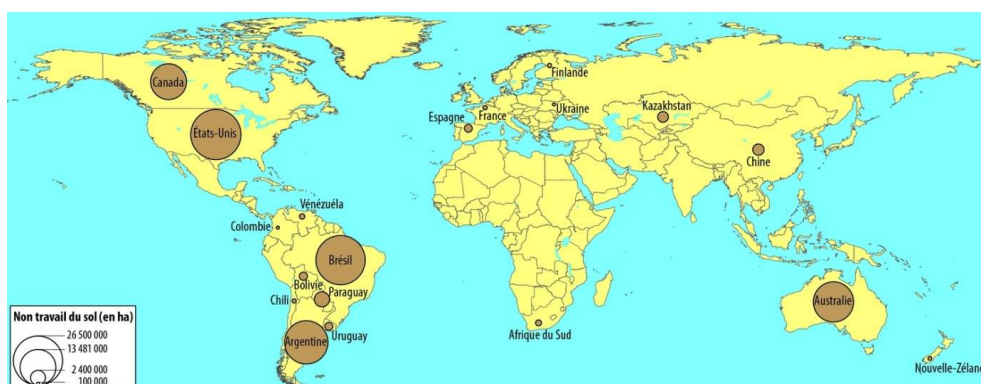 Canada
États-Unis
Finlande
Ukraine
France
Espagne
Kazakhstan
Chine
Vénézuéla
Colombie
Brésil
Bolivie
Paraguay
Chili
Uruguay
Argentine
Afrique du Sud
Australie
Nouvelle-Zéland
Non travail du sol (en ha)
26 500 000
13 481 000
2 400 000
100 000